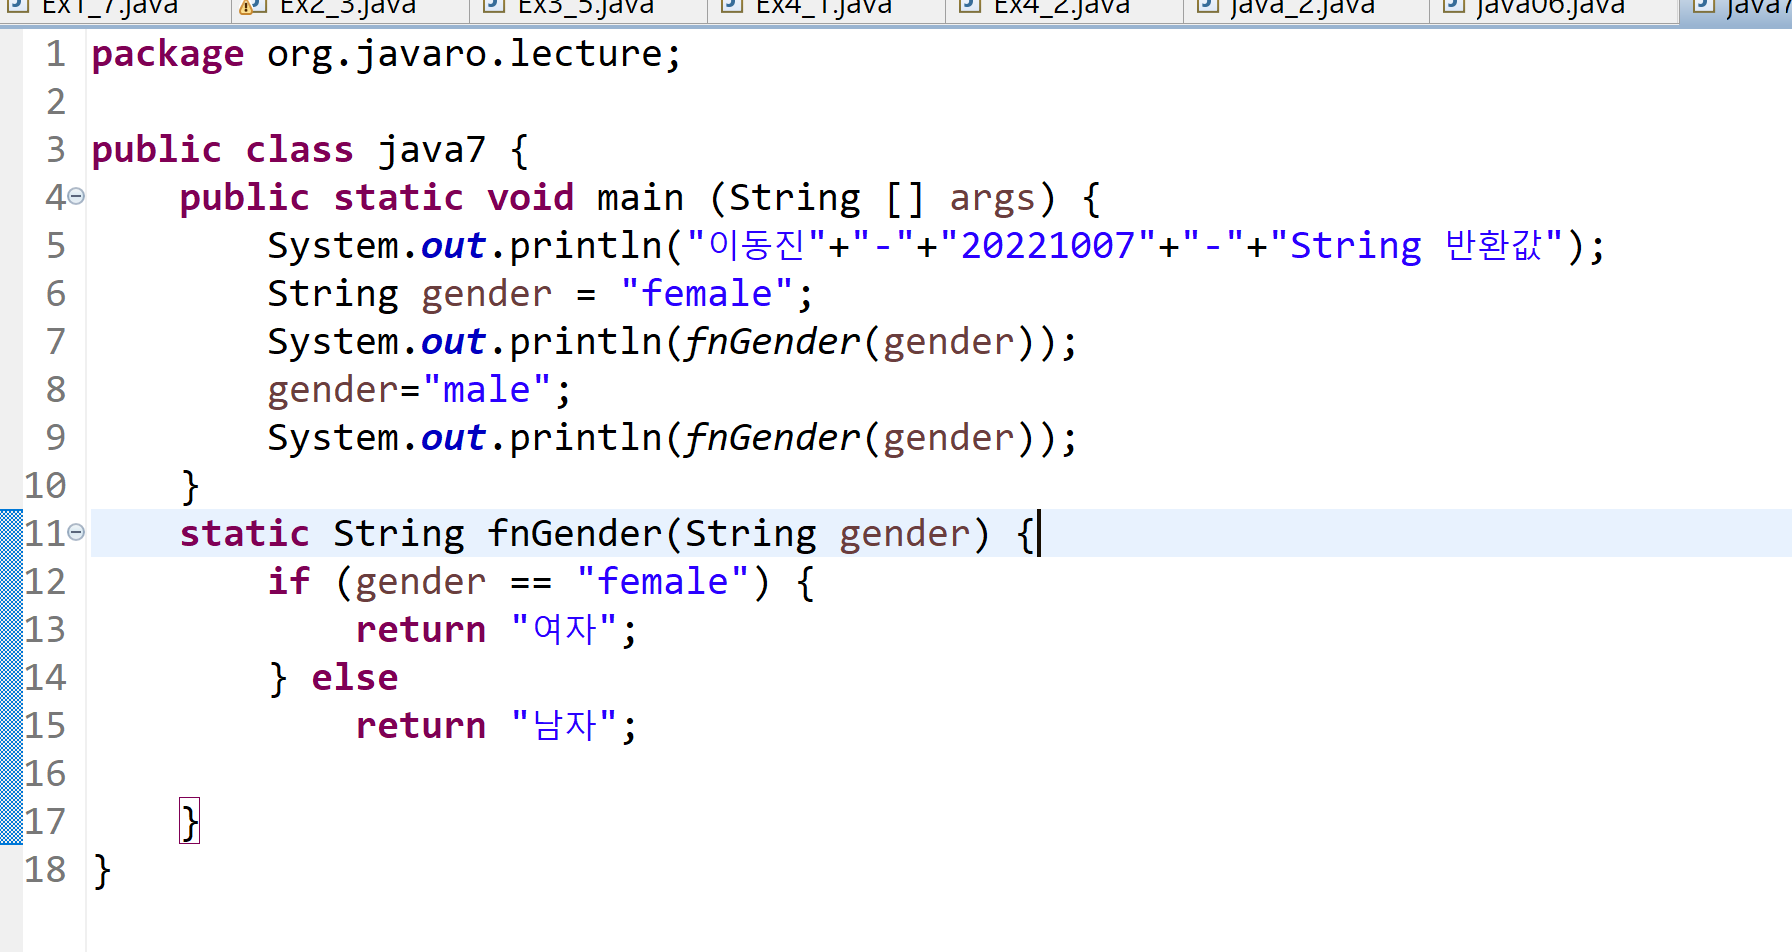 Ex1_7.java Ex2_3.java Ex3_5.java Ex4_1.java Ex4_2.java java_2.java java06.java java7
1 package org.javaro.lecture;
2
3 public class java7 {
4 public static void main (String [] args) {
5 System.out.println("이동진"+"-"+"20221007"+"-"+"String 반환값");
6 String gender = "female";
7 System.out.println(fnGender(gender));
8 gender="male";
9 System.out.println(fnGender(gender));
10 }
11 static String fnGender(String gender) {
12 if (gender == "female") {
13 return "여자";
14 } else
15 return "남자";
16
17 }
18 }